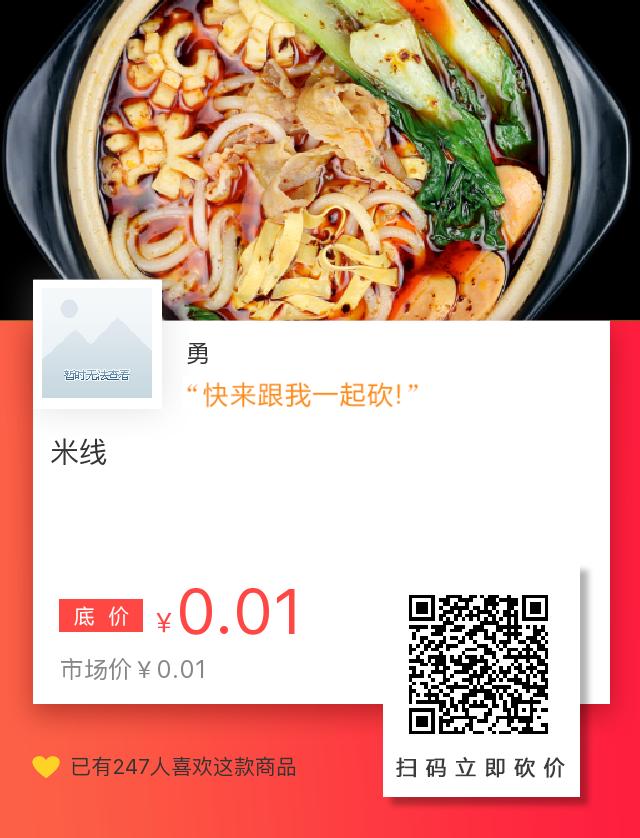 暂时无法查看
勇
“快来跟我一起砍!”
米线
底价 ¥0.01
市场价¥0.01
已有247人喜欢这款商品
扫码立即砍价